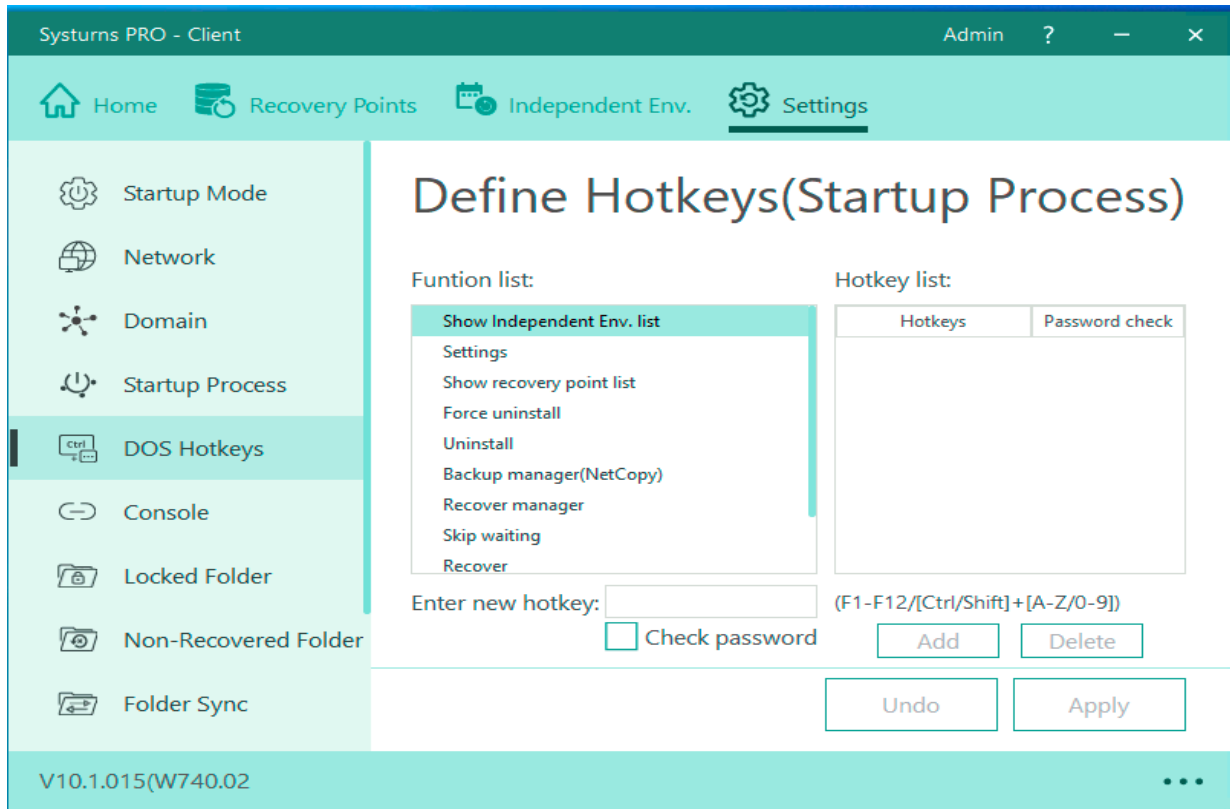 Systurns PRO - Client Admin ?
Home Recovery Points Independent Env. Settings
Startup Mode
Network
Domain
Startup Process
Ctrl
DOS Hotkeys
Console
Locked Folder
Non-Recovered Folder
Folder Sync
Define Hotkeys(Startup Process)
Funtion list:
Show Independent Env. list
Settings
Show recovery point list
Force uninstall
Uninstall
Backup manager(NetCopy)
Recover manager
Skip waiting
Recover
Hotkey list:
Hotkeys Password check
Enter new hotkey: (F1-F12/[Ctrl/Shift]+[A-Z/0-9])
Check password Add Delete
Undo Apply
V10.1.015(W740.02